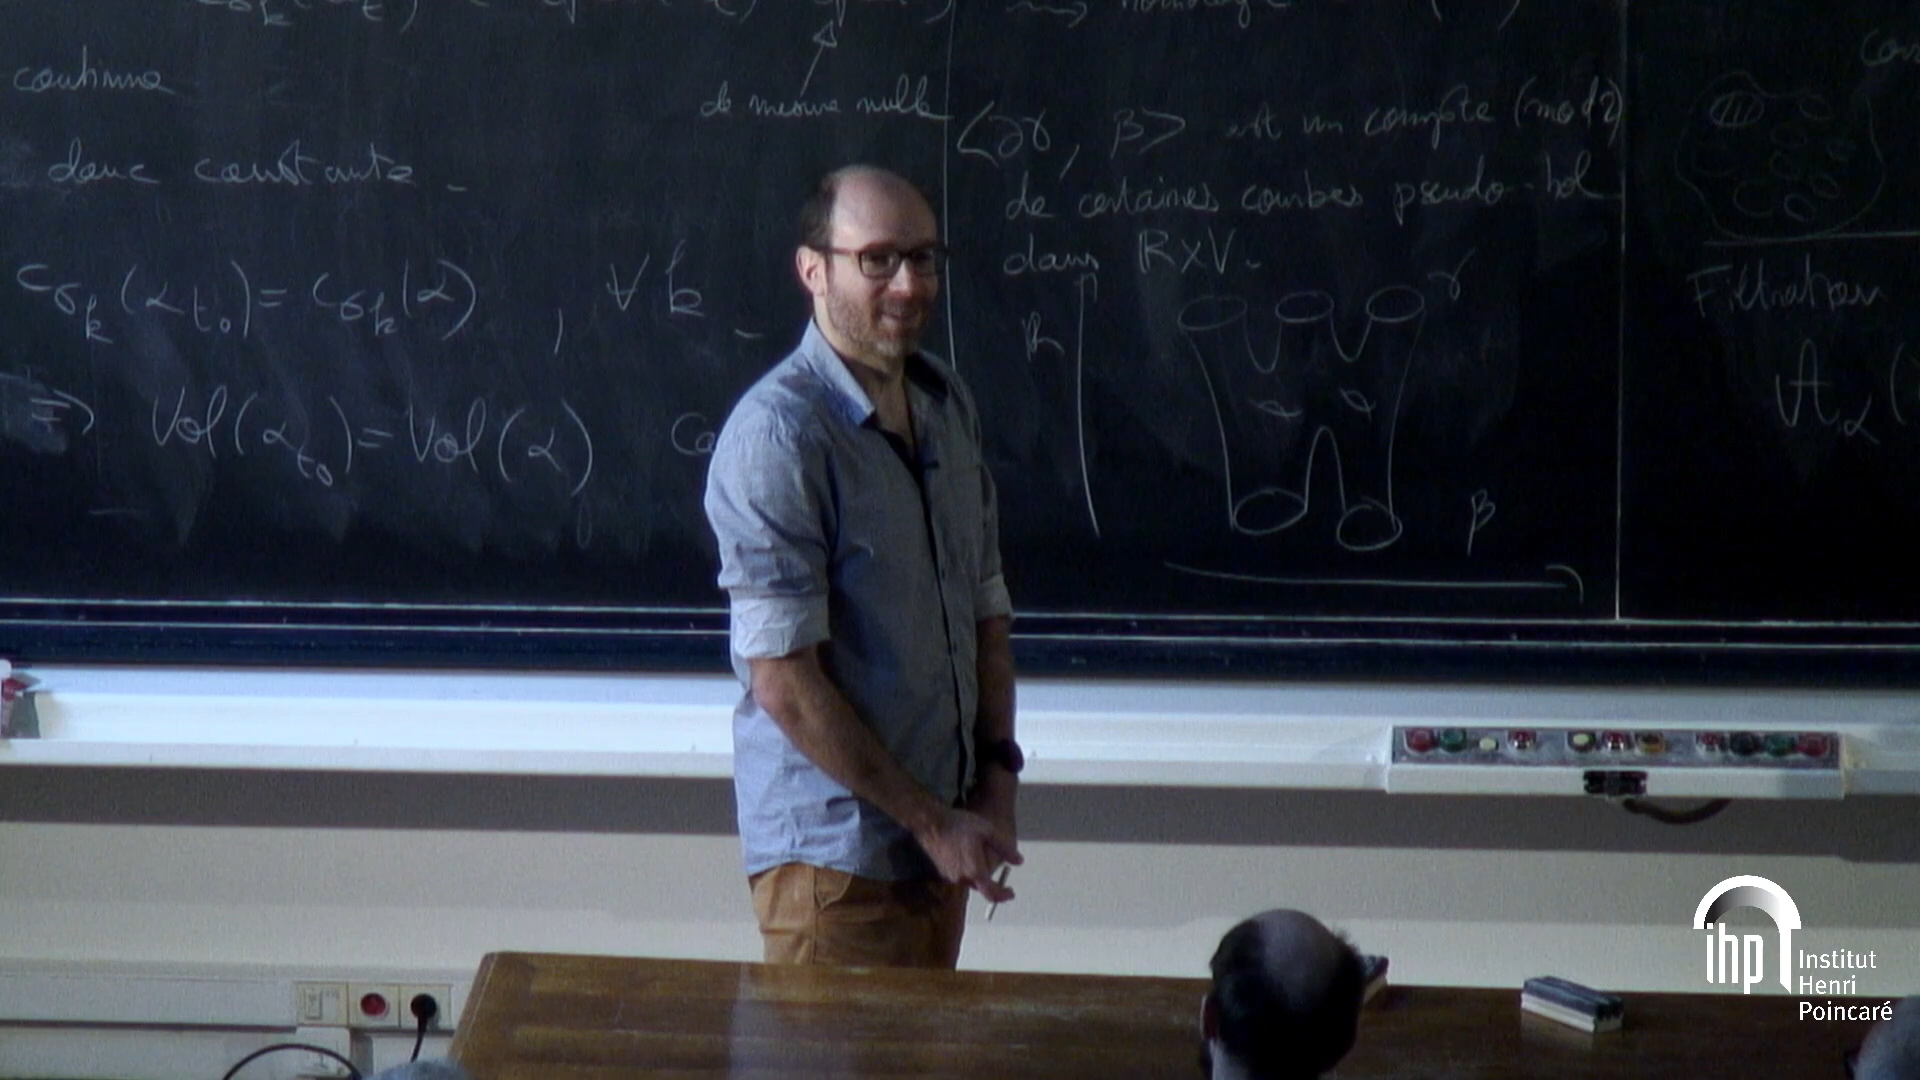 continue
de mesure nulle
donc constante.
c_{σ_k}(α_{t_0}) = c_{σ_k}(α), ∀ k
⇒ Vol(α_{t_0}) = Vol(α)
<∂γ, β> est un compte (mod 2)
de certaines courbes pseudo-hol
dans ℝ×V.
ℝ
γ
β
Filtration
ihp
Institut
Henri
Poincaré